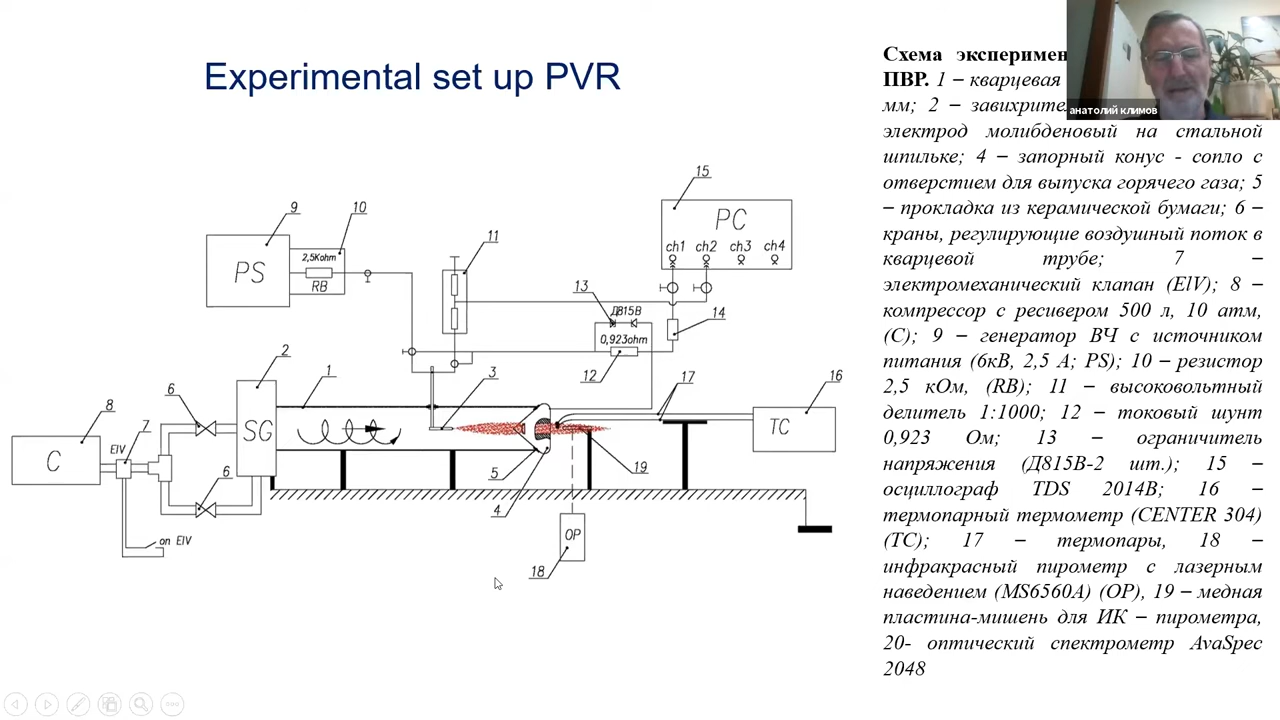 Experimental set up PVR
Схема
ПВР. 1 – кварцевая
мм; 2 –
анатолий климов
электрод молибденовый на стальной
шпильке; 4 – запорный конус - сопло с
отверстием для выпуска горячего газа; 5
– прокладка из керамической бумаги; 6 –
краны, регулирующие воздушный поток в
кварцевой трубе; 7 –
электромеханический клапан (ElV); 8 –
компрессор с ресивером 500 л, 10 атм,
(C); 9 – генератор ВЧ с источником
питания (6кВ, 2,5 А; PS); 10 – резистор
2,5 кОм, (RB); 11 – высоковольтный
делитель 1:1000; 12 – токовый шунт
0,923 Ом; 13 – ограничитель
напряжения (Д815В-2 шт.); 15 –
осциллограф TDS 2014B; 16 –
термопарный термометр (CENTER 304)
(TC); 17 – термопары, 18 –
инфракрасный пирометр с лазерным
наведением (MS6560A) (OP), 19 – медная
пластина-мишень для ИК – пирометра,
20- оптический спектрометр AvaSpec
2048
15
PC
ch1 ch2 ch3 ch4
9
10
PS
2,5Kohm
RB
11
13
Д815В
14
0,923ohm
12
2
1
3
17
16
6
8
7
SG
TC
C
ElV
5
19
6
4
OP
on ElV
18